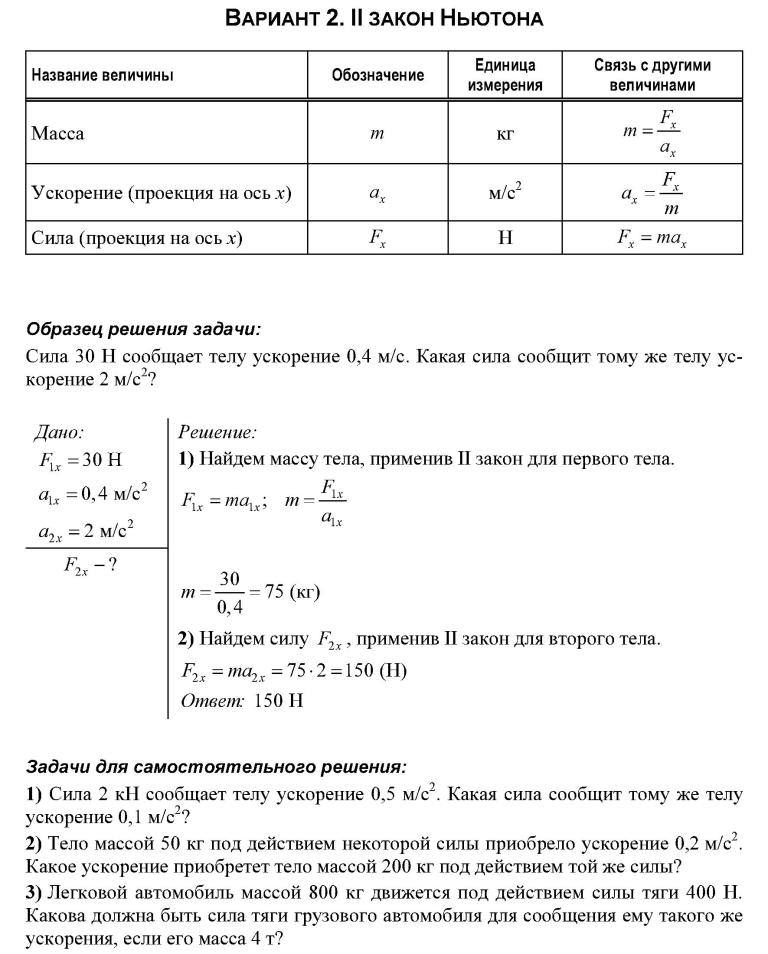 ВАРИАНТ 2. II ЗАКОН НЬЮТОНА
Название величины Обозначение Единица измерения Связь с другими величинами
Масса m кг m = Fₓ/aₓ
Ускорение (проекция на ось x) aₓ м/с² aₓ = Fₓ/m
Сила (проекция на ось x) Fₓ Н Fₓ = maₓ
Образец решения задачи:
Сила 30 Н сообщает телу ускорение 0,4 м/с. Какая сила сообщит тому же телу ус-
корение 2 м/с²?
Дано:
F₁ₓ = 30 Н
a₁ₓ = 0,4 м/с²
a₂ₓ = 2 м/с²
F₂ₓ – ?
Решение:
1) Найдем массу тела, применив II закон для первого тела.
F₁ₓ = ma₁ₓ; m = F₁ₓ/a₁ₓ
m = 30/0,4 = 75 (кг)
2) Найдем силу F₂ₓ, применив II закон для второго тела.
F₂ₓ = ma₂ₓ = 75·2 = 150 (Н)
Ответ: 150 Н
Задачи для самостоятельного решения:
1) Сила 2 кН сообщает телу ускорение 0,5 м/с². Какая сила сообщит тому же телу
ускорение 0,1 м/с²?
2) Тело массой 50 кг под действием некоторой силы приобрело ускорение 0,2 м/с².
Какое ускорение приобретет тело массой 200 кг под действием той же силы?
3) Легковой автомобиль массой 800 кг движется под действием силы тяги 400 Н.
Какова должна быть сила тяги грузового автомобиля для сообщения ему такого же
ускорения, если его масса 4 т?